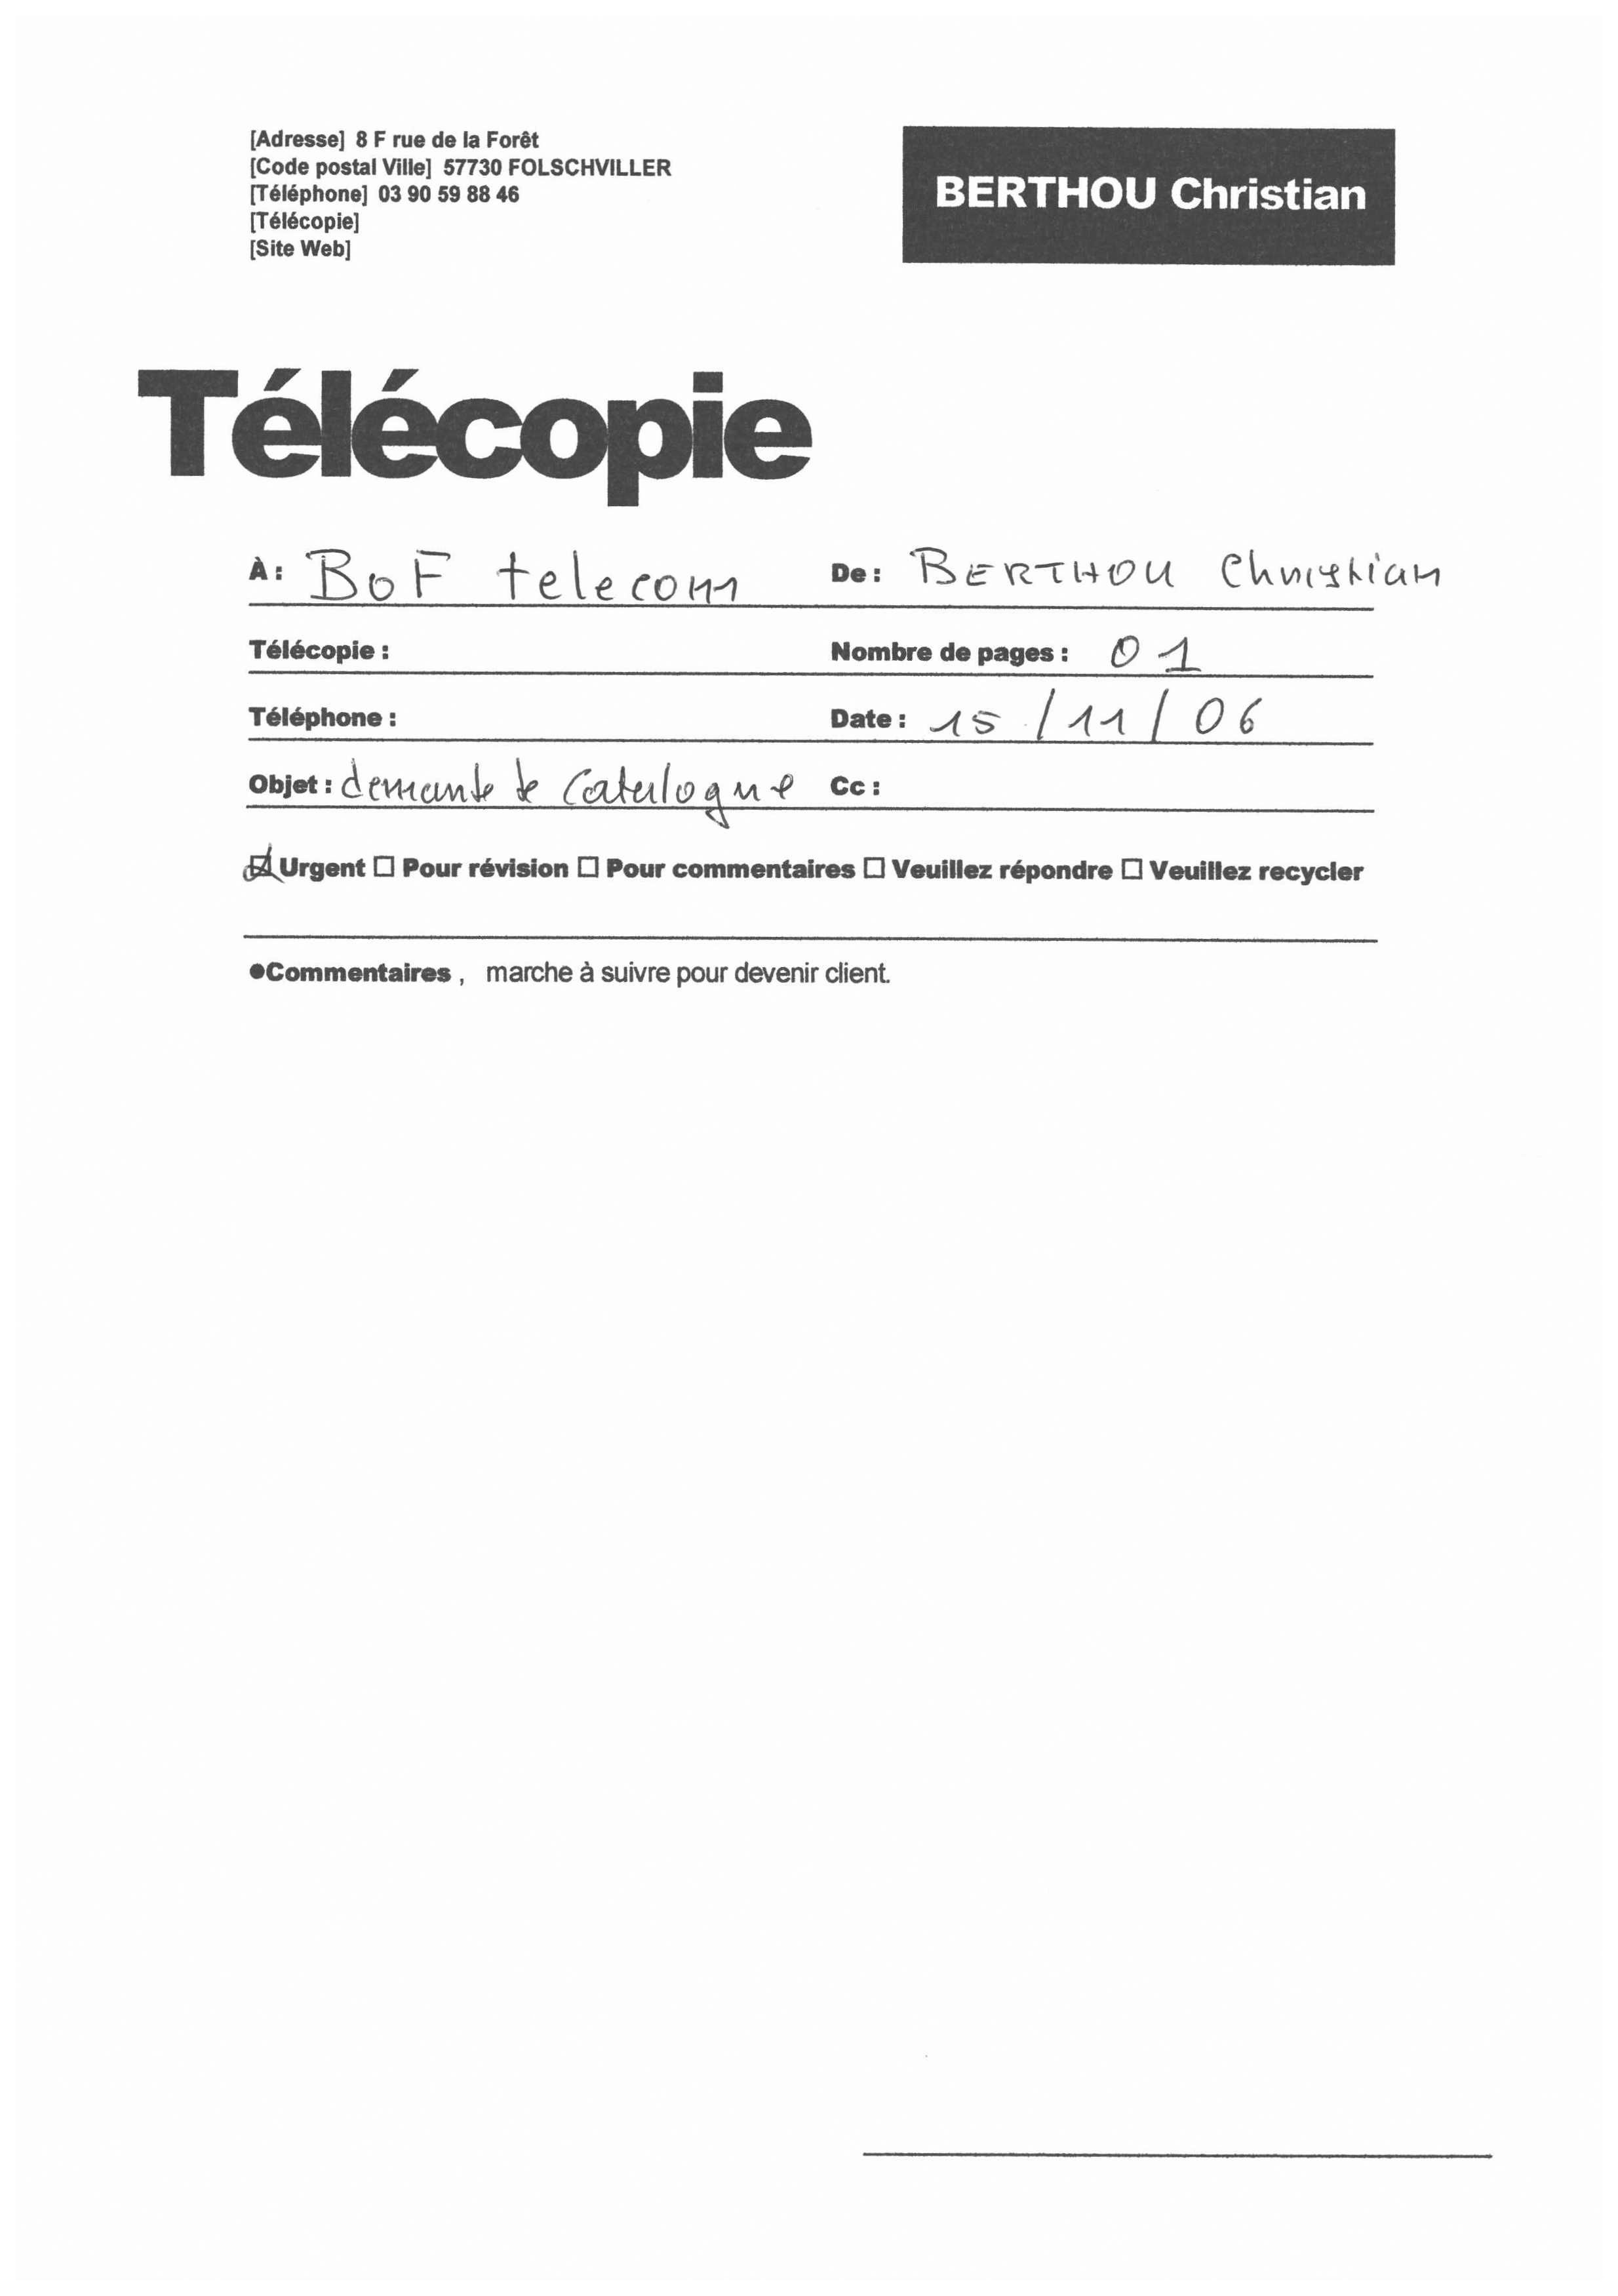 [Adresse] 8 F rue de la Forêt
[Code postal Ville] 57730 FOLSCHVILLER
[Téléphone] 03 90 59 88 46
[Télécopie]
[Site Web]
BERTHOU Christian
Télécopie
À : BoF telecom De : BERTHOU Christian
Télécopie : Nombre de pages : 01
Téléphone : Date : 15/11/06
Objet : demande de Catalogue Cc :
☑ Urgent ☐ Pour révision ☐ Pour commentaires ☐ Veuillez répondre ☐ Veuillez recycler
●Commentaires , marche à suivre pour devenir client.